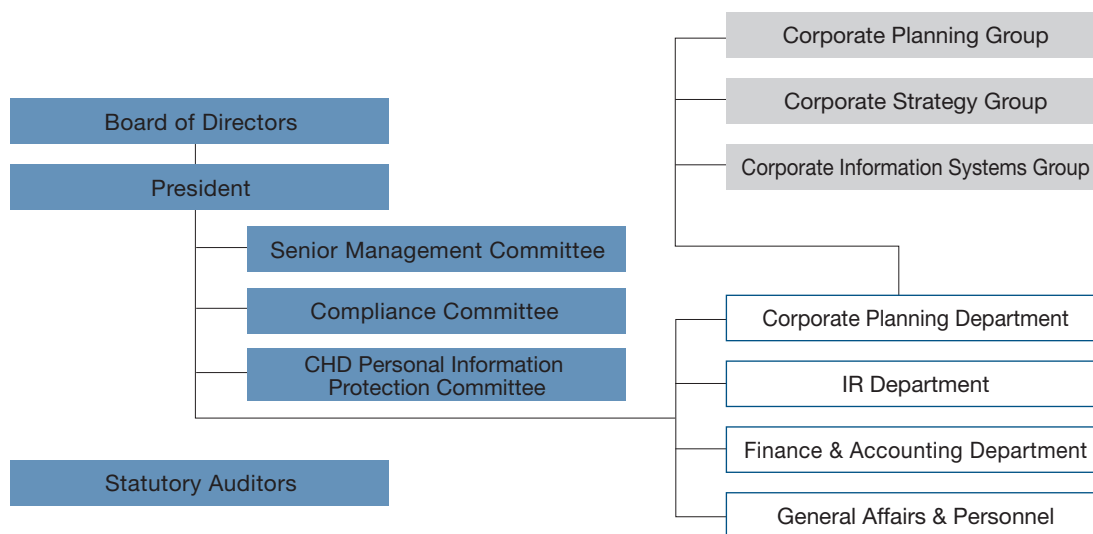 Board of Directors
President
Senior Management Committee
Compliance Committee
CHD Personal Information
Protection Committee
Statutory Auditors
Corporate Planning Group
Corporate Strategy Group
Corporate Information Systems Group
Corporate Planning Department
IR Department
Finance & Accounting Department
General Affairs & Personnel